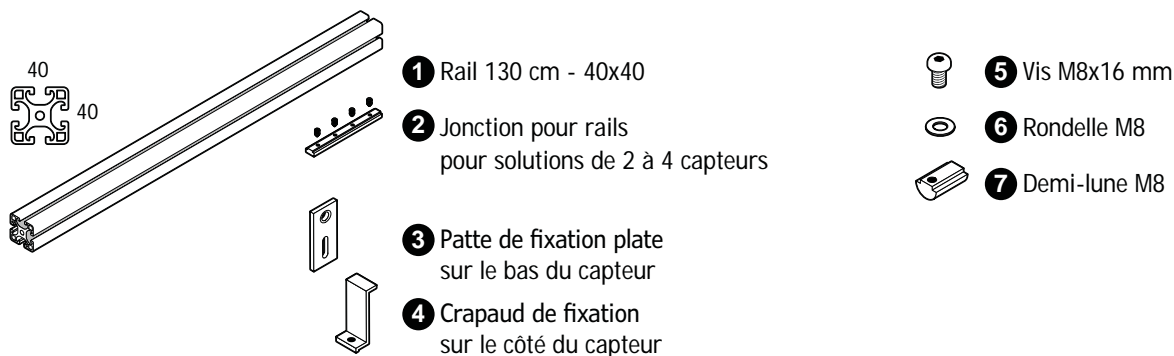 40
40
1 Rail 130 cm - 40x40
2 Jonction pour rails
pour solutions de 2 à 4 capteurs
3 Patte de fixation plate
sur le bas du capteur
4 Crapaud de fixation
sur le côté du capteur
5 Vis M8x16 mm
6 Rondelle M8
7 Demi-lune M8